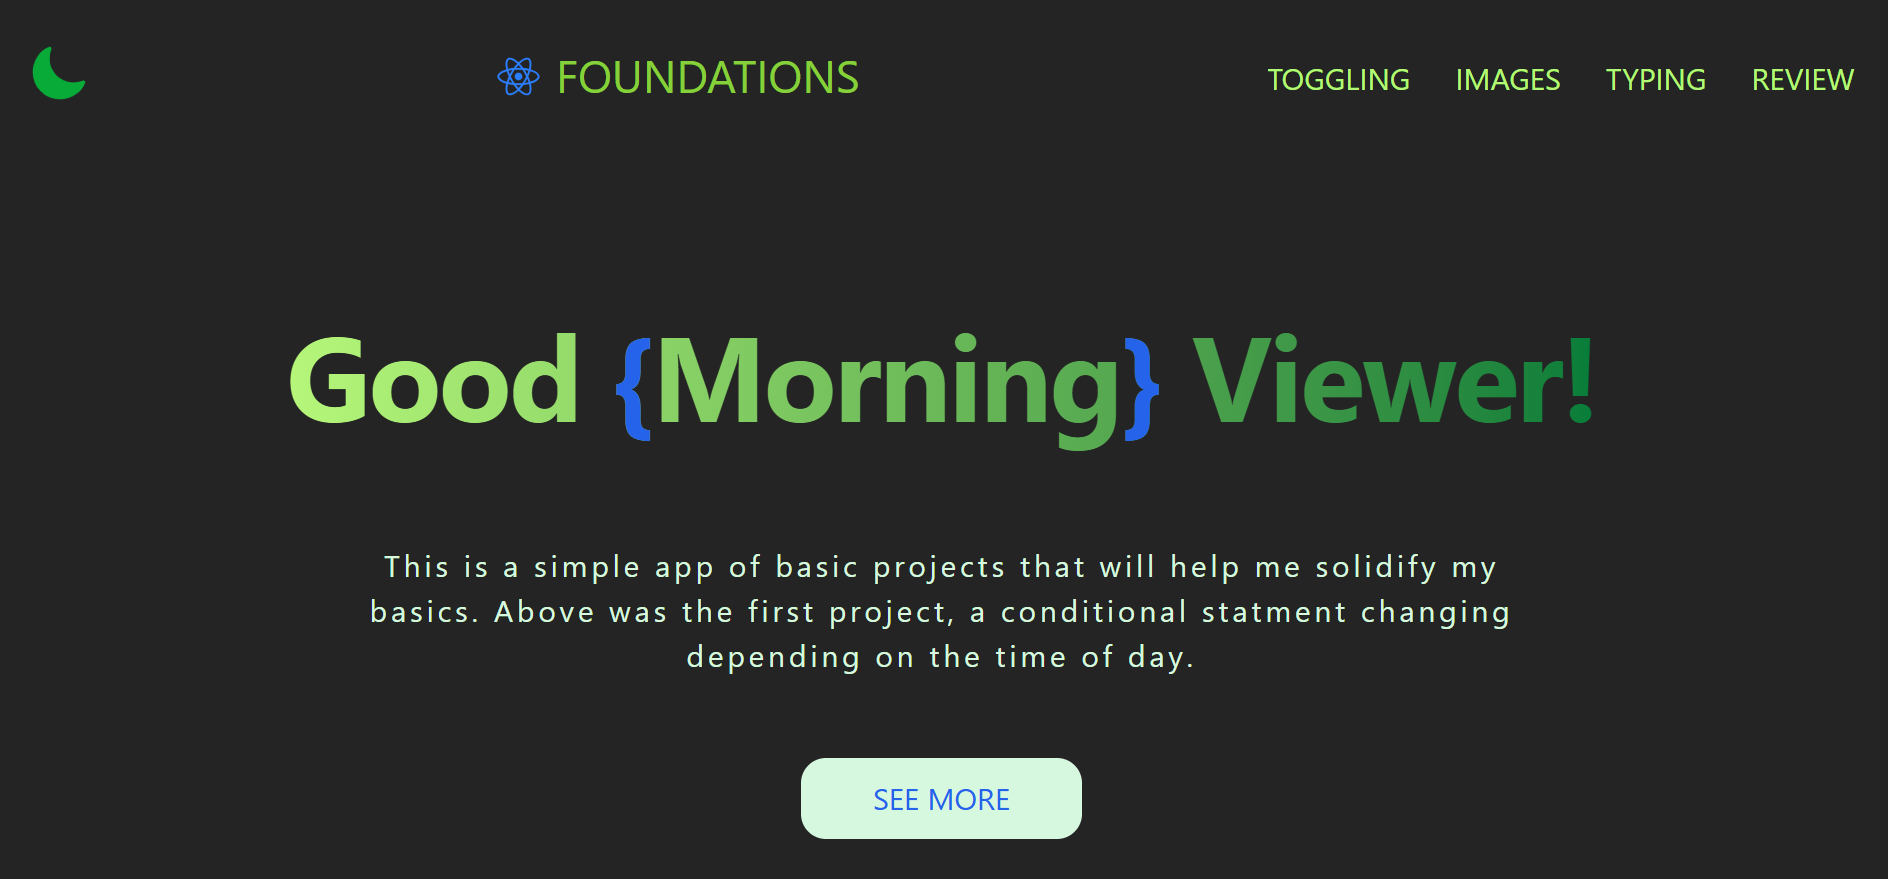 FOUNDATIONS
TOGGLING IMAGES TYPING REVIEW
Good {Morning} Viewer!
This is a simple app of basic projects that will help me solidify my
basics. Above was the first project, a conditional statment changing
depending on the time of day.
SEE MORE